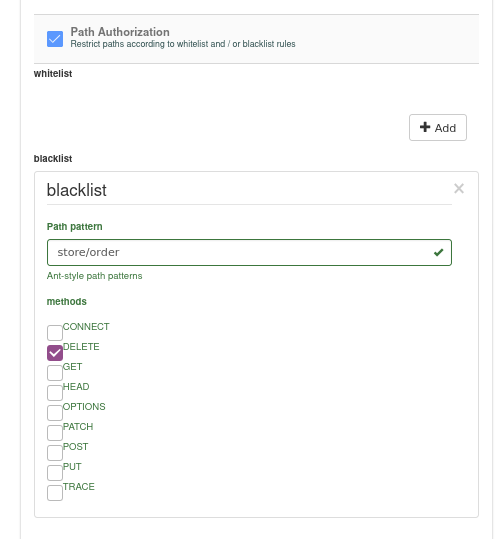 Path Authorization
Restrict paths according to whitelist and / or blacklist rules
whitelist
Add
blacklist
blacklist
Path pattern
store/order
Ant-style path patterns
methods
CONNECT
DELETE
GET
HEAD
OPTIONS
PATCH
POST
PUT
TRACE